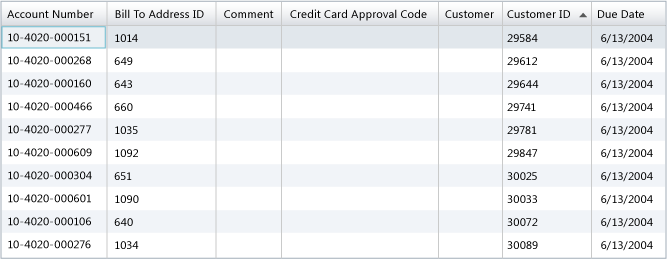 Account Number Bill To Address ID Comment Credit Card Approval Code Customer Customer ID Due Date
10-4020-000151 1014 29584 6/13/2004
10-4020-000268 649 29612 6/13/2004
10-4020-000160 643 29644 6/13/2004
10-4020-000466 660 29741 6/13/2004
10-4020-000277 1035 29781 6/13/2004
10-4020-000609 1092 29847 6/13/2004
10-4020-000304 651 30025 6/13/2004
10-4020-000601 1090 30033 6/13/2004
10-4020-000106 640 30072 6/13/2004
10-4020-000276 1034 30089 6/13/2004